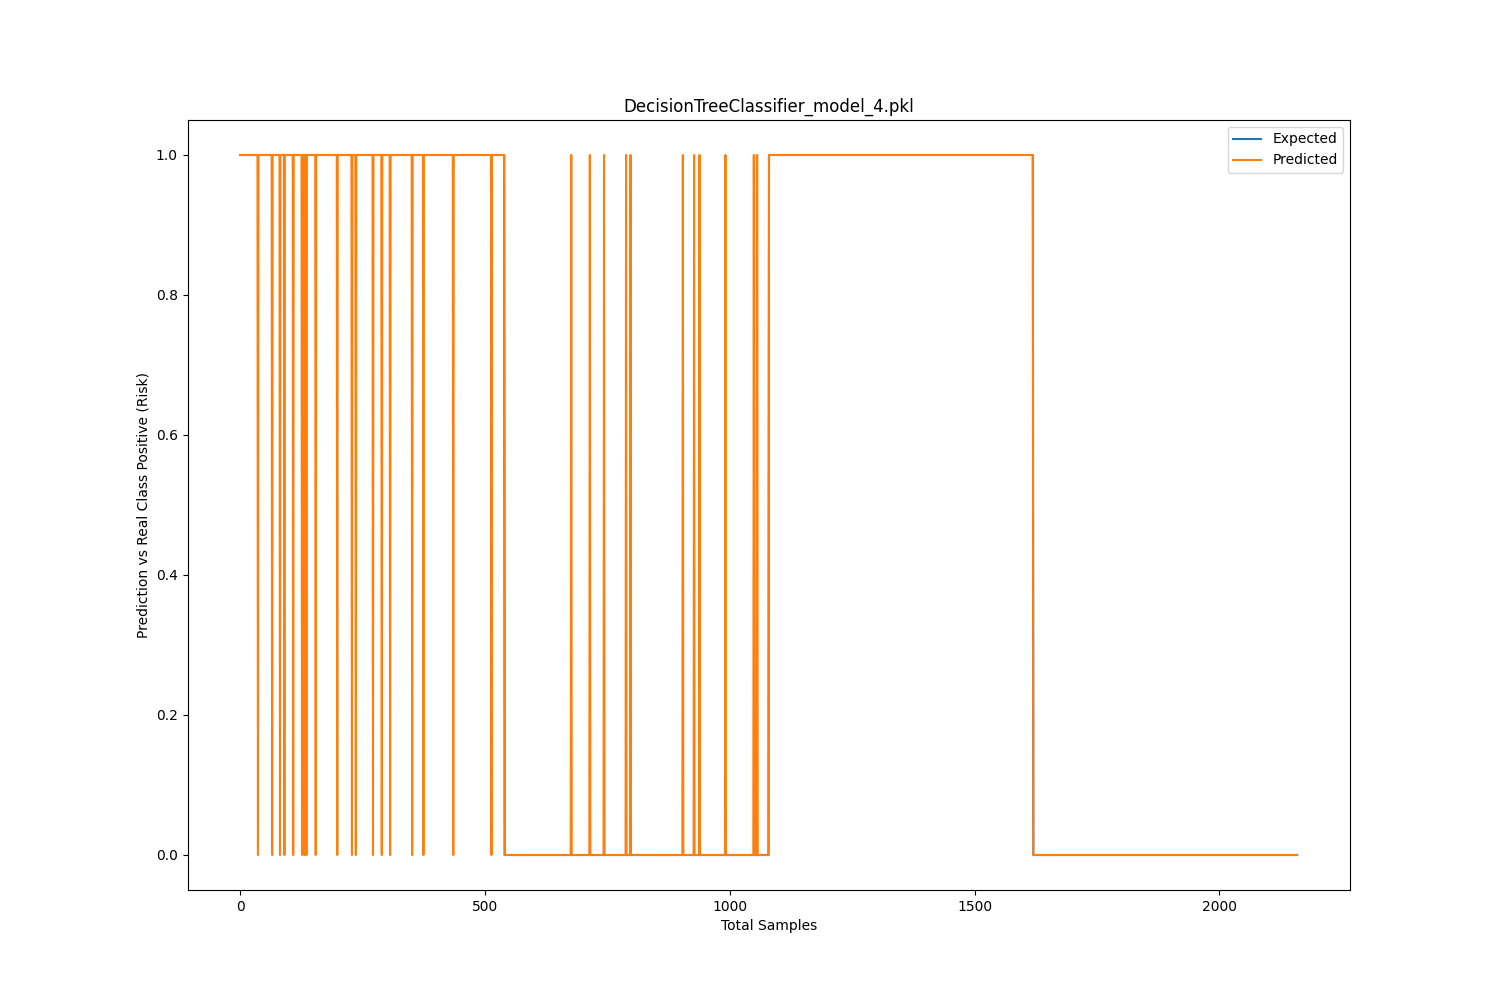 DecisionTreeClassifier_model_4.pkl
Expected
Predicted
Prediction vs Real Class Positive (Risk)
1.0
0.8
0.6
0.4
0.2
0.0
0 500 1000 1500 2000
Total Samples